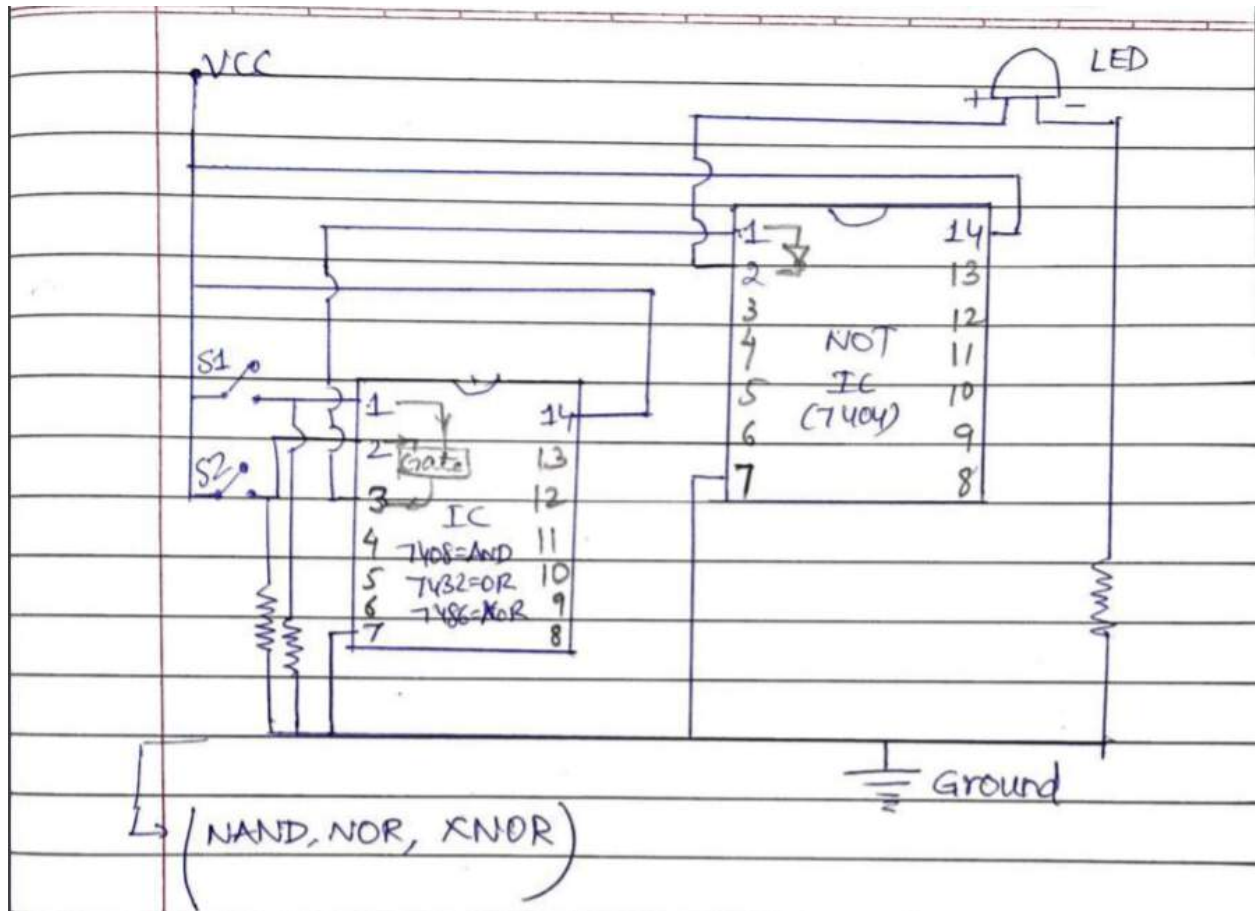 VCC
LED
+ -
S1
S2
1 14
2 13
3 12
4 11
5 10
6 9
7 8
Gate
IC
7408=AND
7432=OR
7486=XOR
1 14
2 13
3 12
4 11
5 10
6 9
7 8
NOT
IC
(7404)
Ground
(NAND, NOR, XNOR)